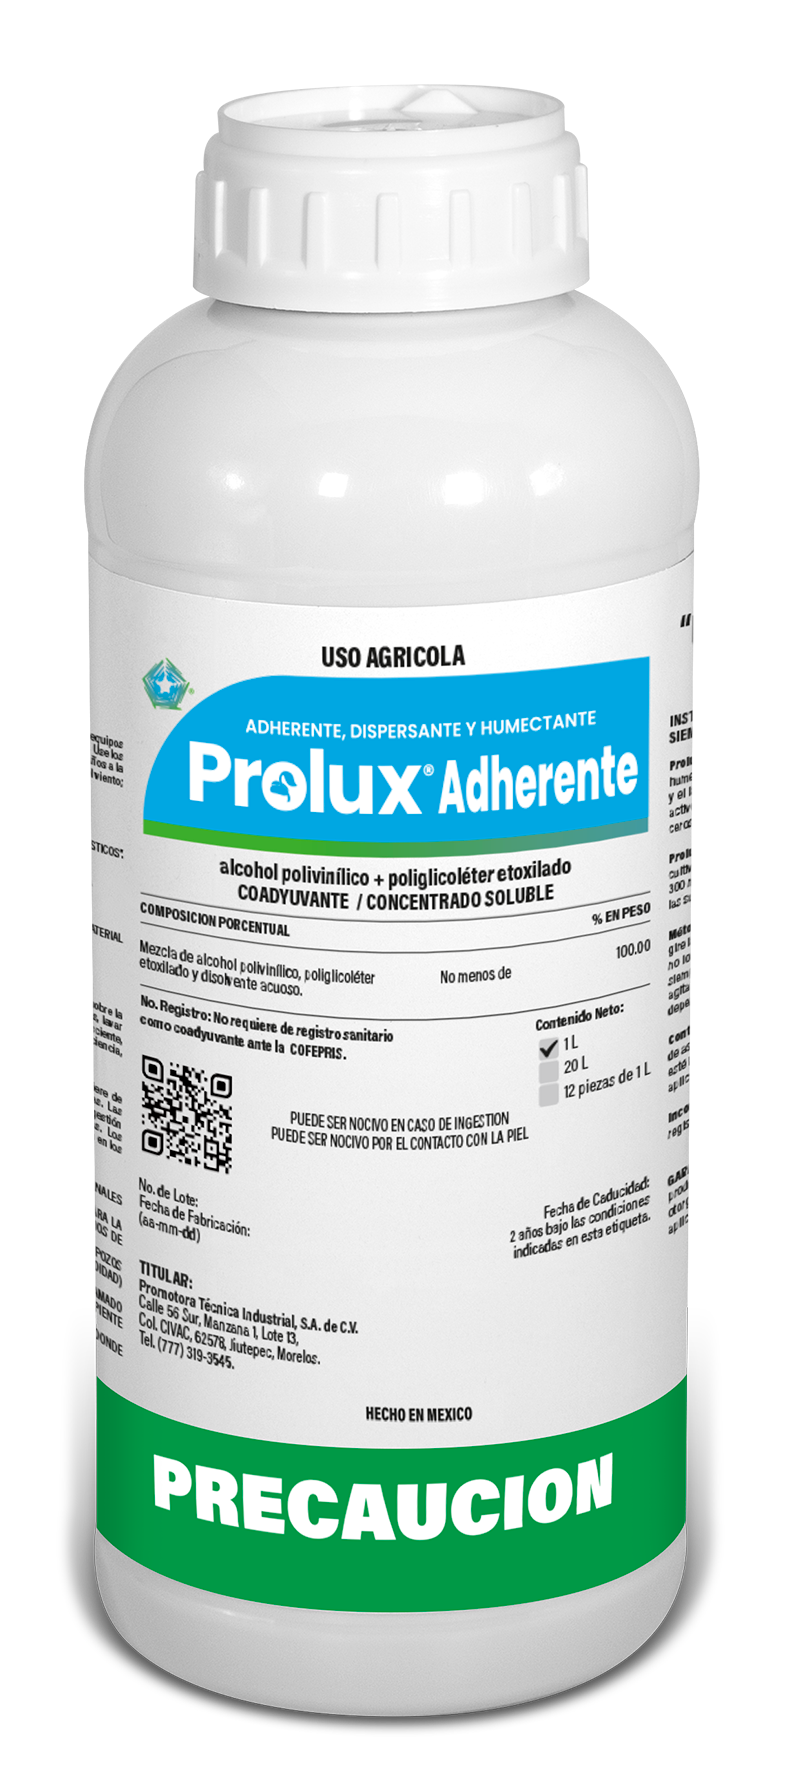 USO AGRICOLA
ADHERENTE, DISPERSANTE Y HUMECTANTE
Prolux® Adherente
alcohol polivinílico + poliglicoléter etoxilado
COADYUVANTE / CONCENTRADO SOLUBLE
COMPOSICION PORCENTUAL % EN PESO
Mezcla de alcohol polivinílico, poliglicoléter
etoxilado y disolvente acuoso. No menos de 100.00
No. Registro: No requiere de registro sanitario
como coadyuvante ante la COFEPRIS.
Contenido Neto:
1 L
20 L
12 piezas de 1 L
PUEDE SER NOCIVO EN CASO DE INGESTION
PUEDE SER NOCIVO POR EL CONTACTO CON LA PIEL
No. de Lote:
Fecha de Fabricación:
(aa-mm-dd)
Fecha de Caducidad:
2 años bajo las condiciones
indicadas en esta etiqueta.
TITULAR:
Promotora Técnica Industrial, S.A. de C.V.
Calle 56 Sur, Manzana 1, Lote 13,
Col. CIVAC, 62578, Jiutepec, Morelos.
Tel. (777) 319-3545.
HECHO EN MEXICO
PRECAUCION